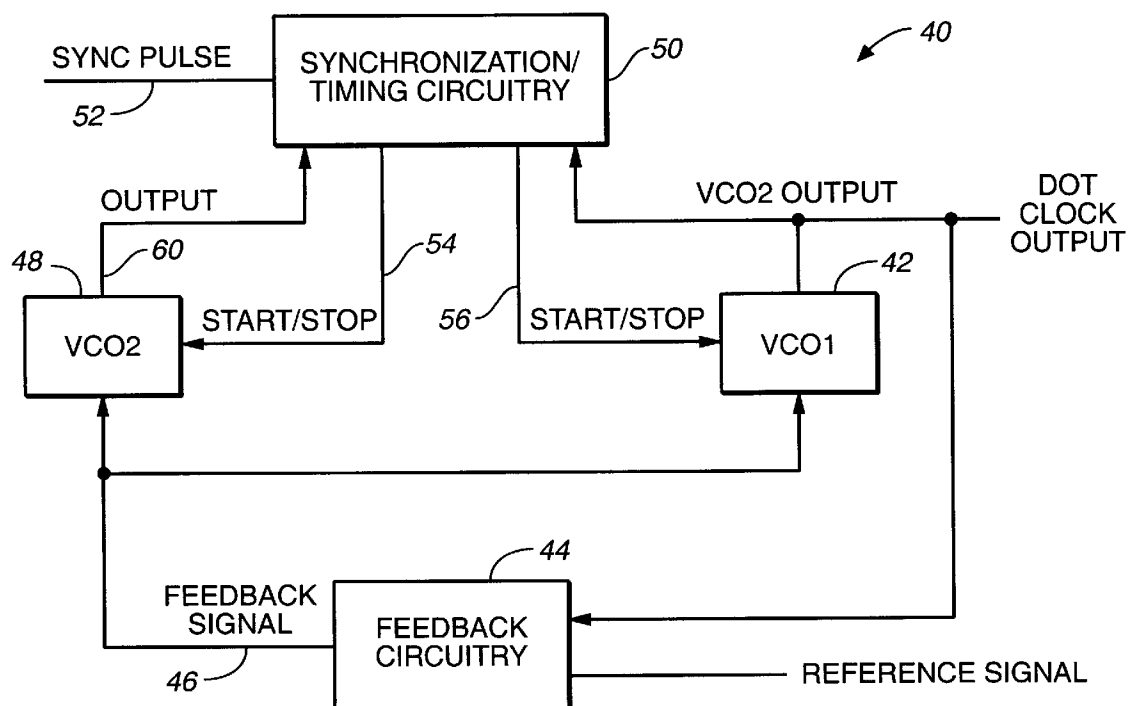 40
SYNC PULSE
52
SYNCHRONIZATION/
TIMING CIRCUITRY
50
OUTPUT
60
54
56
VCO2 OUTPUT
DOT
CLOCK
OUTPUT
48
VCO2
START/STOP
START/STOP
42
VCO1
FEEDBACK
SIGNAL
46
44
FEEDBACK
CIRCUITRY
REFERENCE SIGNAL